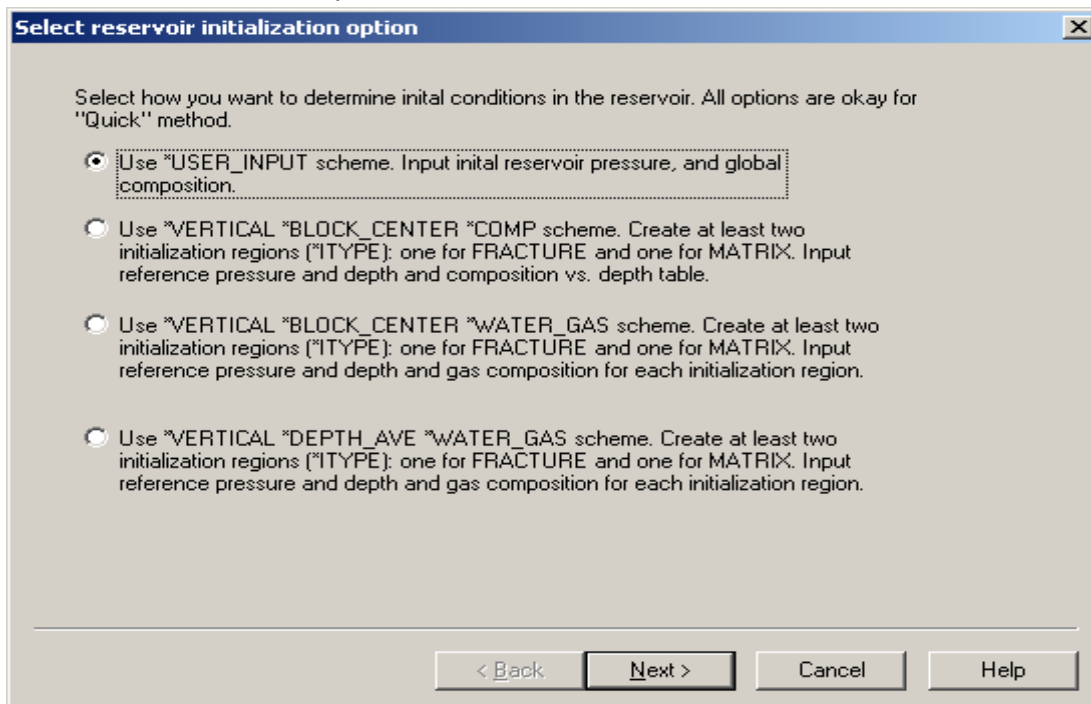 Select reservoir initialization option
Select how you want to determine inital conditions in the reservoir. All options are okay for
"Quick" method.
Use *USER_INPUT scheme. Input inital reservoir pressure, and global
composition.
Use *VERTICAL *BLOCK_CENTER *COMP scheme. Create at least two
initialization regions (*ITYPE): one for FRACTURE and one for MATRIX. Input
reference pressure and depth and composition vs. depth table.
Use *VERTICAL *BLOCK_CENTER *WATER_GAS scheme. Create at least two
initialization regions (*ITYPE): one for FRACTURE and one for MATRIX. Input
reference pressure and depth and gas composition for each initialization region.
Use *VERTICAL *DEPTH_AVE *WATER_GAS scheme. Create at least two
initialization regions (*ITYPE): one for FRACTURE and one for MATRIX. Input
reference pressure and depth and gas composition for each initialization region.
< Back Next > Cancel Help